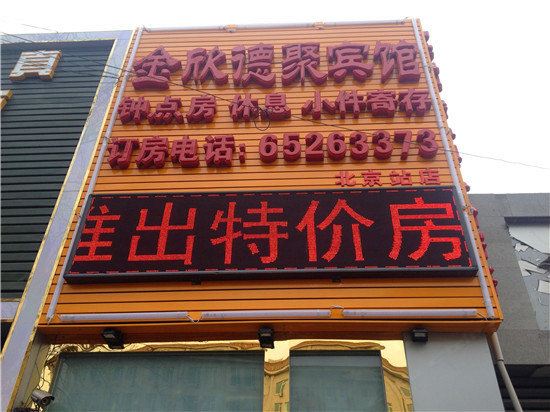 真
金欣德聚宾馆
钟点房 休息 小件寄存
订房电话:65263373
北京站店
推出特价房